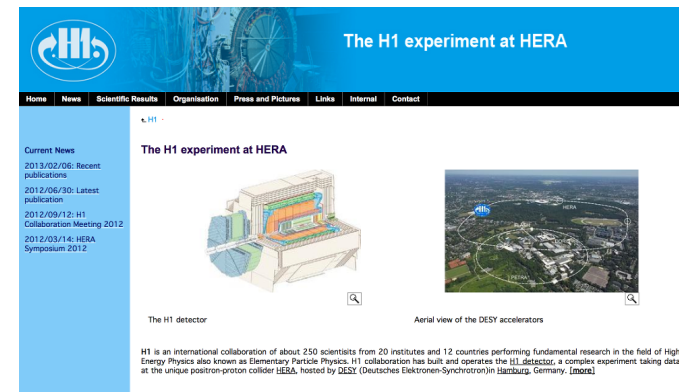 H1
The H1 experiment at HERA
Home News Scientific Results Organisation Press and Pictures Links Internal Contact
H1 ·
Current News
2013/02/06: Recent
publications
2012/06/30: Latest
publication
2012/09/12: H1
Collaboration Meeting 2012
2012/03/14: HERA
Symposium 2012
The H1 experiment at HERA
H1
HERA
PETRA
The H1 detector
Aerial view of the DESY accelerators
H1 is an international collaboration of about 250 scientisits from 20 institutes and 12 countries performing fundamental research in the field of High
Energy Physics also known as Elementary Particle Physics. H1 collaboration has built and operates the H1 detector, a complex experiment taking data
at the unique positron-proton collider HERA, hosted by DESY (Deutsches Elektronen-Synchrotron)in Hamburg, Germany. [more]